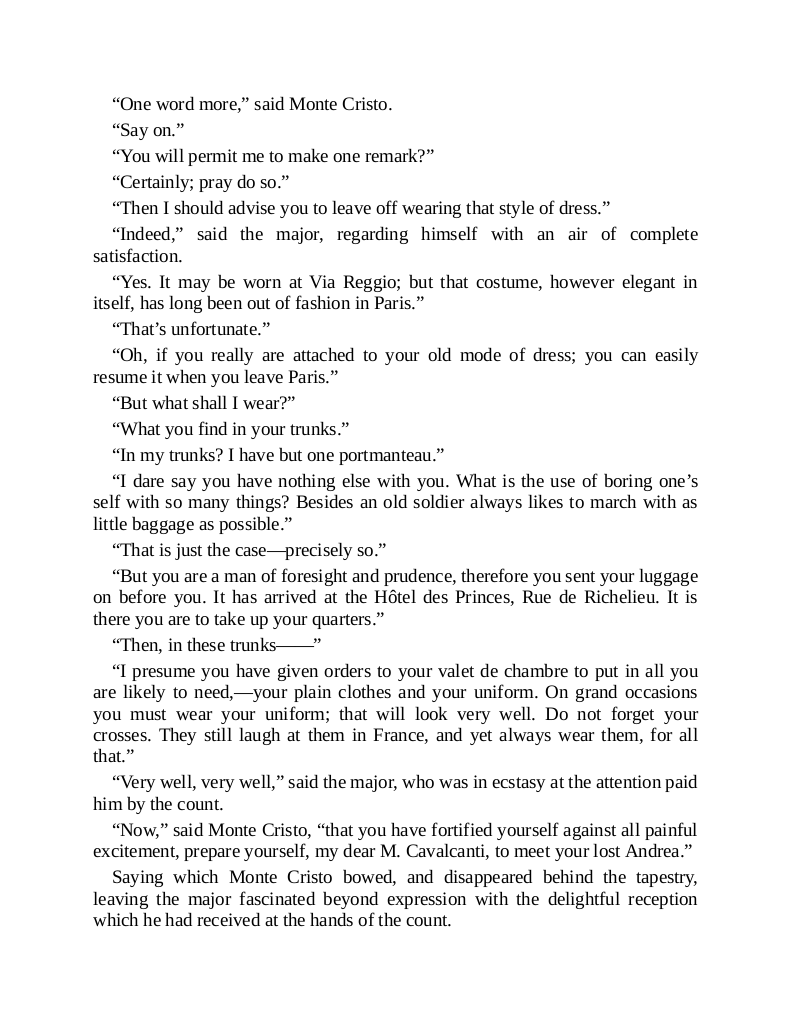 “One word more,” said Monte Cristo.
“Say on.”
“You will permit me to make one remark?”
“Certainly; pray do so.”
“Then I should advise you to leave off wearing that style of dress.”
“Indeed,” said the major, regarding himself with an air of complete
satisfaction.
“Yes. It may be worn at Via Reggio; but that costume, however elegant in
itself, has long been out of fashion in Paris.”
“That’s unfortunate.”
“Oh, if you really are attached to your old mode of dress; you can easily
resume it when you leave Paris.”
“But what shall I wear?”
“What you find in your trunks.”
“In my trunks? I have but one portmanteau.”
“I dare say you have nothing else with you. What is the use of boring one’s
self with so many things? Besides an old soldier always likes to march with as
little baggage as possible.”
“That is just the case—precisely so.”
“But you are a man of foresight and prudence, therefore you sent your luggage
on before you. It has arrived at the Hôtel des Princes, Rue de Richelieu. It is
there you are to take up your quarters.”
“Then, in these trunks——”
“I presume you have given orders to your valet de chambre to put in all you
are likely to need,—your plain clothes and your uniform. On grand occasions
you must wear your uniform; that will look very well. Do not forget your
crosses. They still laugh at them in France, and yet always wear them, for all
that.”
“Very well, very well,” said the major, who was in ecstasy at the attention paid
him by the count.
“Now,” said Monte Cristo, “that you have fortified yourself against all painful
excitement, prepare yourself, my dear M. Cavalcanti, to meet your lost Andrea.”
Saying which Monte Cristo bowed, and disappeared behind the tapestry,
leaving the major fascinated beyond expression with the delightful reception
which he had received at the hands of the count.